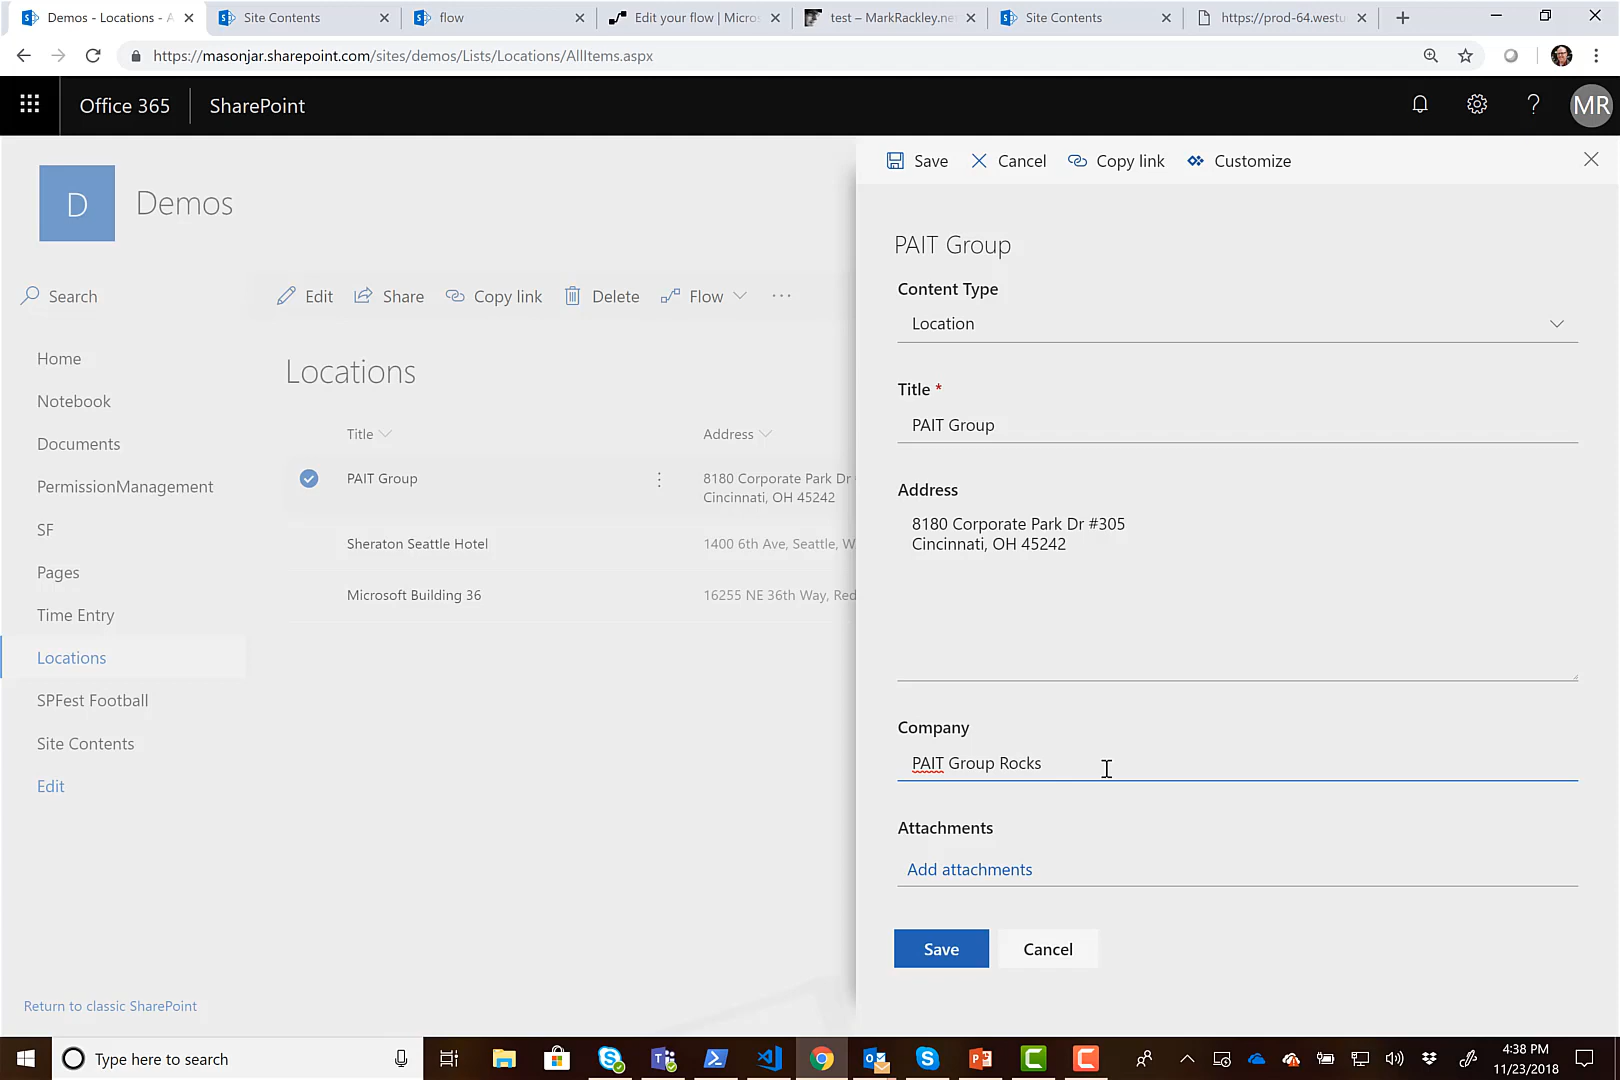 Demos - Locations - A
Site Contents
flow
Edit your flow | Micros
test – MarkRackley.ne
Site Contents
https://prod-64.westu
https://masonjar.sharepoint.com/sites/demos/Lists/Locations/AllItems.aspx
Office 365
SharePoint
?
MR
D
Demos
Search
Edit
Share
Copy link
Delete
Flow
Home
Notebook
Documents
PermissionManagement
SF
Pages
Time Entry
Locations
SPFest Football
Site Contents
Edit
Return to classic SharePoint
Locations
Title
Address
PAIT Group
8180 Corporate Park Dr
Cincinnati, OH 45242
Sheraton Seattle Hotel
1400 6th Ave, Seattle, W
Microsoft Building 36
16255 NE 36th Way, Red
Save
Cancel
Copy link
Customize
PAIT Group
Content Type
Location
Title *
PAIT Group
Address
8180 Corporate Park Dr #305
Cincinnati, OH 45242
Company
PAIT Group Rocks
Attachments
Add attachments
Save
Cancel
Type here to search
4:38 PM
11/23/2018